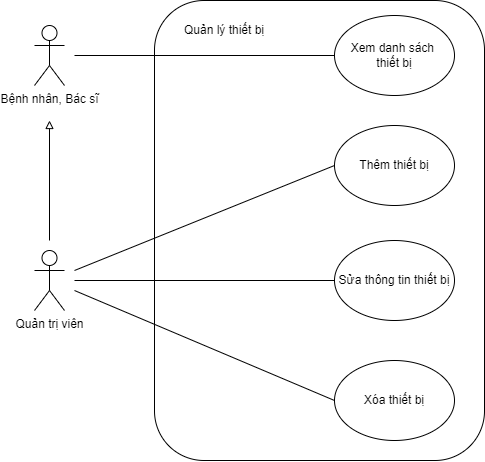 Quản lý thiết bị
Xem danh sách
thiết bị
Bệnh nhân, Bác sĩ
Thêm thiết bị
Sửa thông tin thiết bị
Quản trị viên
Xóa thiết bị